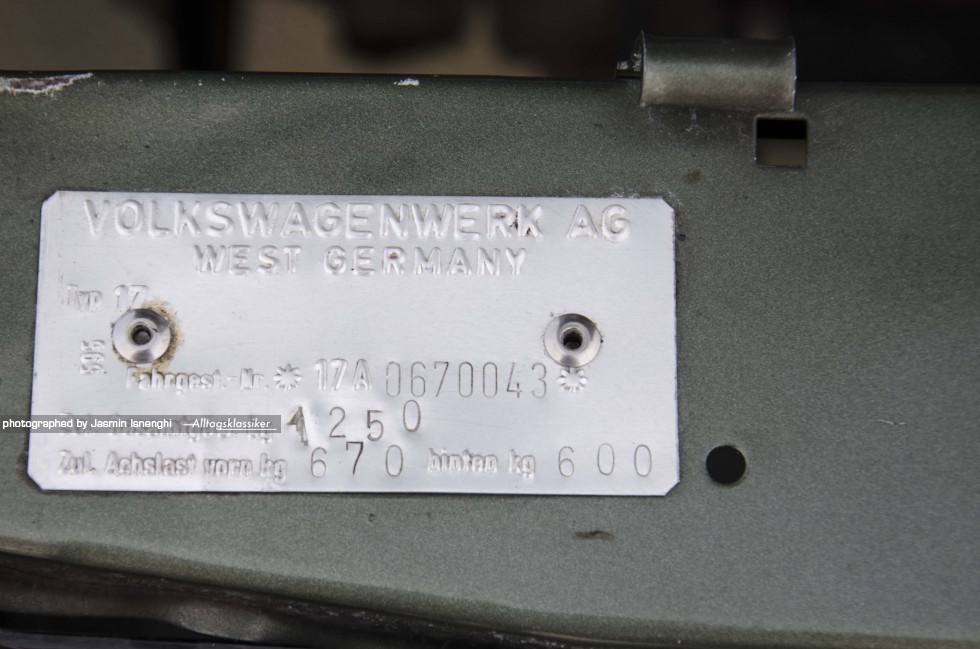 VOLKSWAGENWERK AG
WEST GERMANY
Typ 17
595
Fahrgest.-Nr. * 17A 0670043 *
photographed by Jasmin Ianenghi —Alltagsklassiker
1250
Zul. Achslast vorn kg 670 hinten kg 600